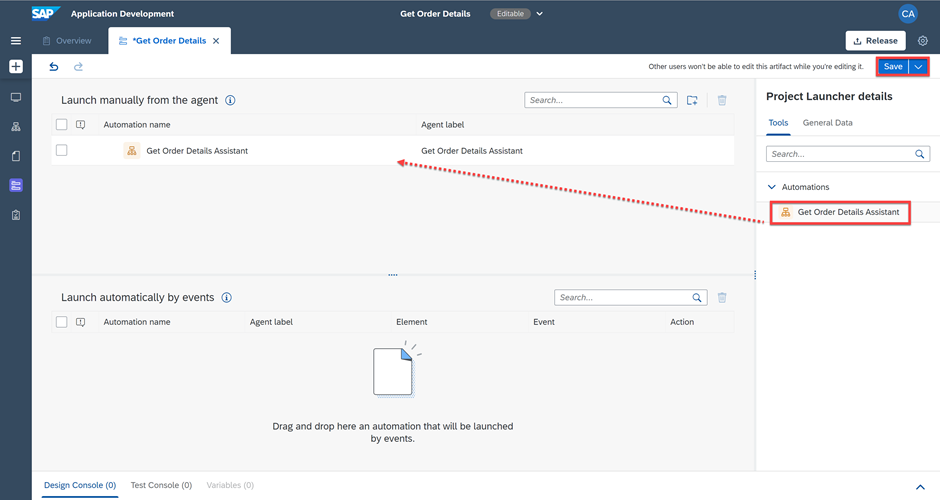 SAP Application Development
Get Order Details Editable
CA
Overview
*Get Order Details
Release
Other users won't be able to edit this artifact while you're editing it.
Save
Launch manually from the agent
Search...
Automation name Agent label
Get Order Details Assistant Get Order Details Assistant
Project Launcher details
Tools General Data
Search...
Automations
Get Order Details Assistant
Launch automatically by events
Search...
Automation name Agent label Element Event Action
Drag and drop here an automation that will be launched
by events.
Design Console (0) Test Console (0) Variables (0)